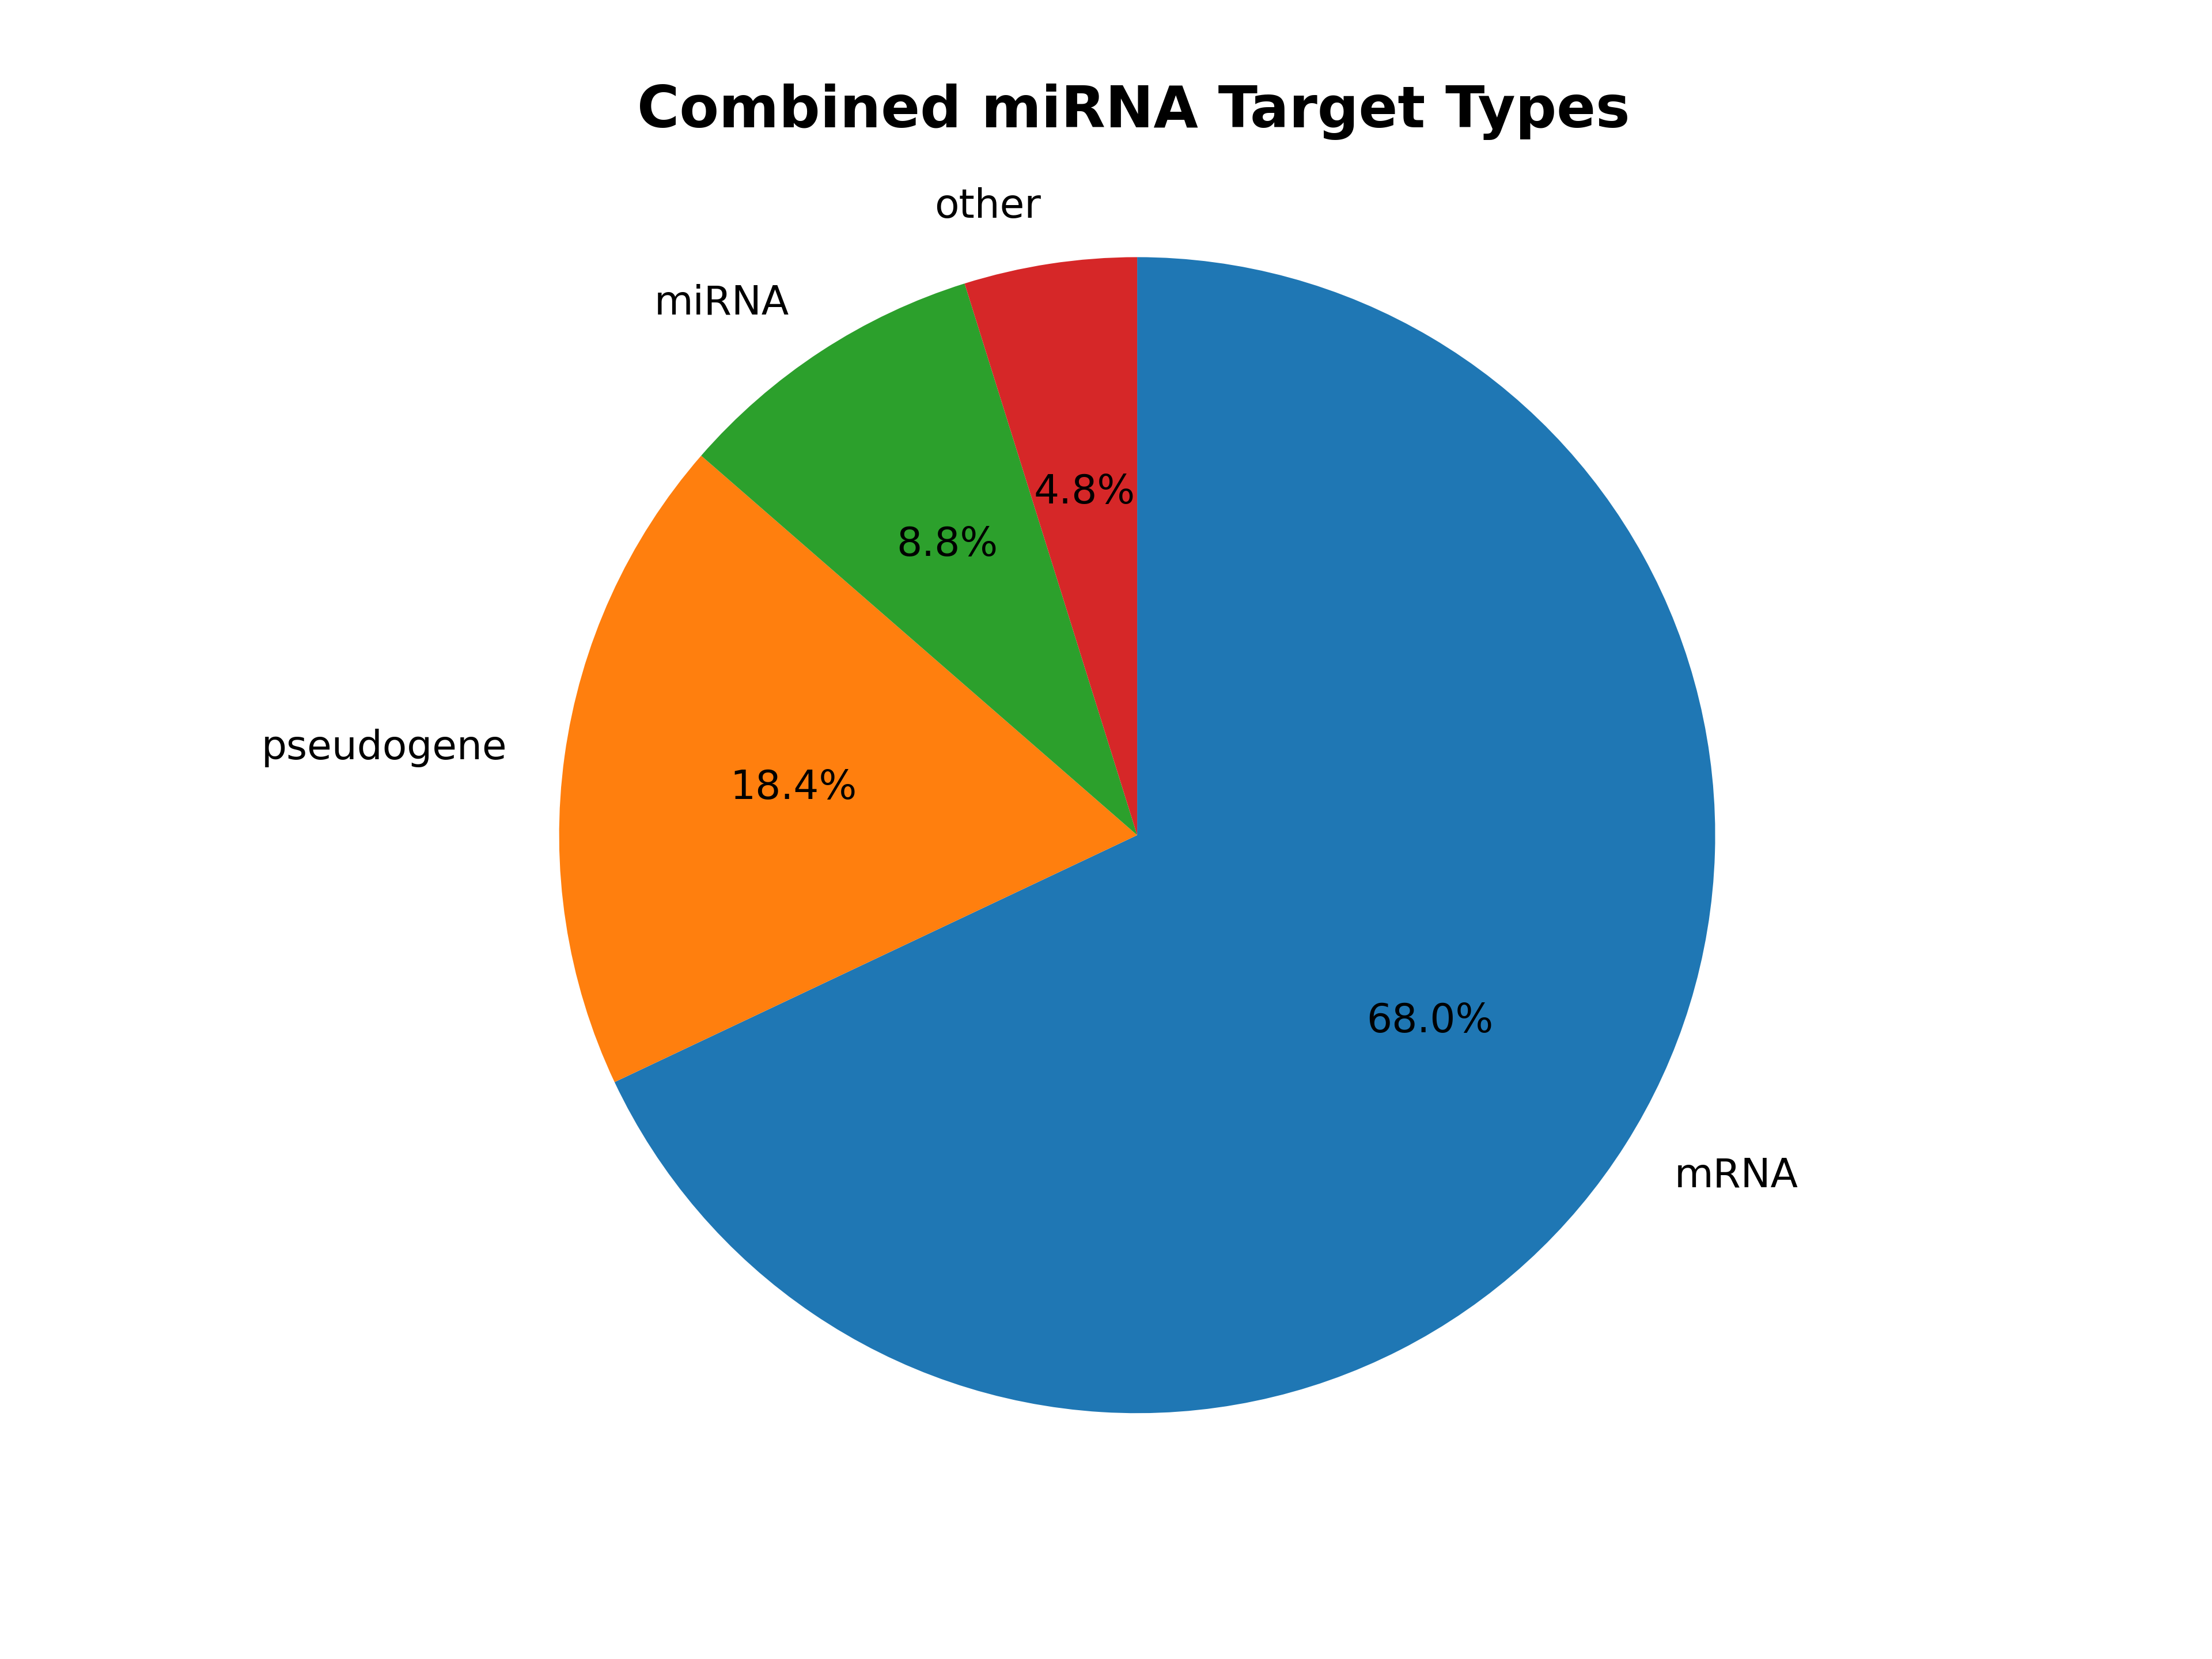 Combined miRNA Target Types
other
miRNA
4.8%
8.8%
pseudogene
18.4%
68.0%
mRNA